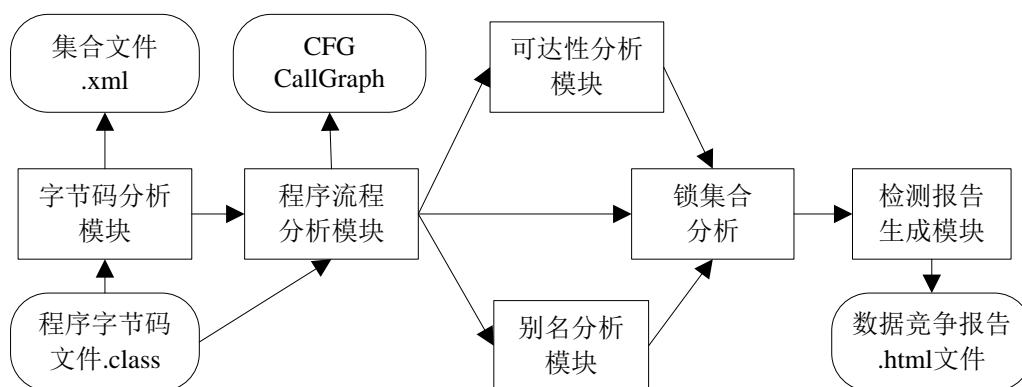 集合文件
.xml
CFG
CallGraph
可达性分析
模块
字节码分析
模块
程序流程
分析模块
锁集合
分析
检测报告
生成模块
程序字节码
文件.class
别名分析
模块
数据竞争报告
.html文件